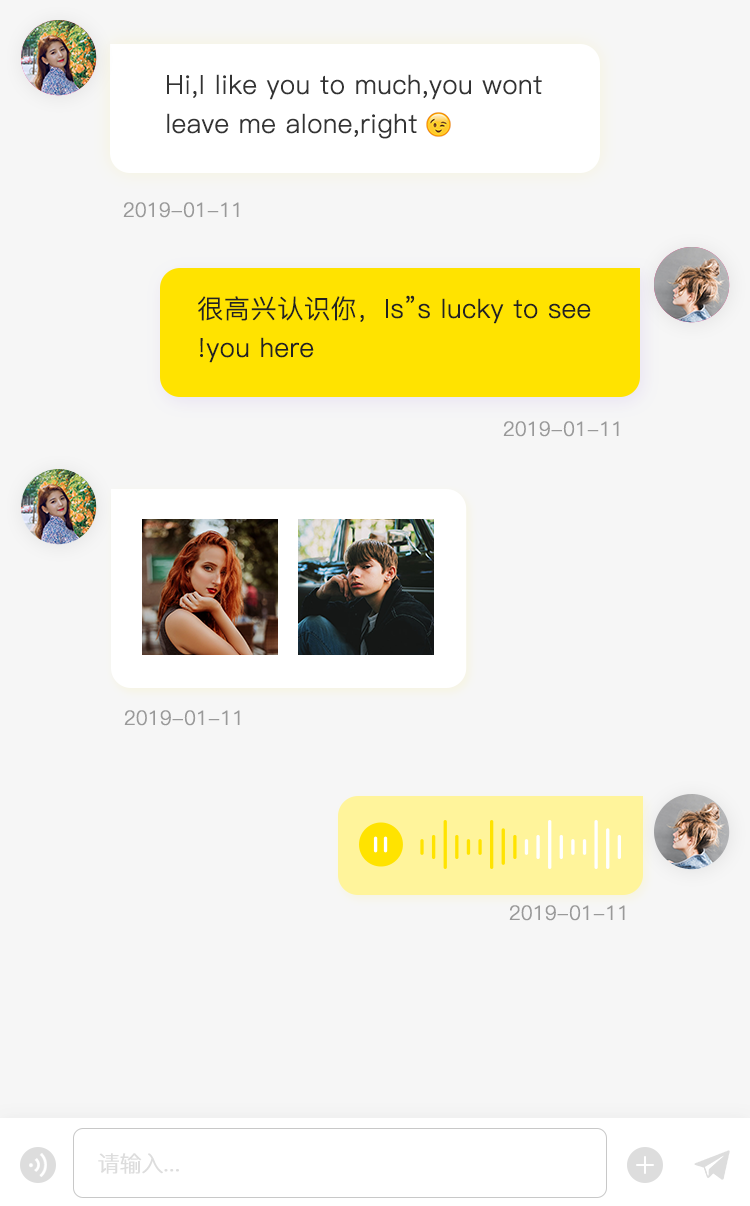 Hi,I like you to much,you wont
leave me alone,right 😉
2019-01-11
很高兴认识你，Is”s lucky to see
!you here
2019-01-11
2019-01-11
2019-01-11
请输入...